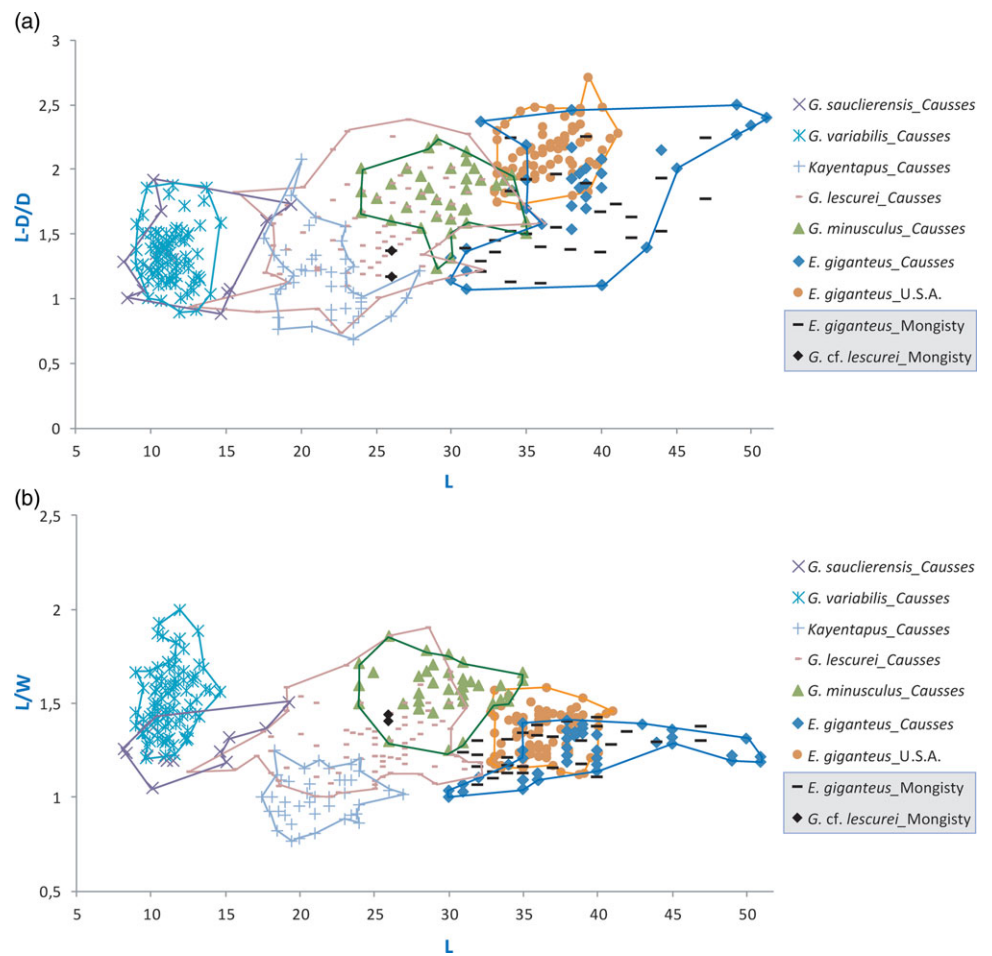 (a)
3
2,5
2
1,5
1
0,5
0
L-D/D
5 10 15 20 25 30 35 40 45 50
L
G. sauclierensis_Causses
G. variabilis_Causses
Kayentapus_Causses
G. lescurei_Causses
G. minusculus_Causses
E. giganteus_Causses
E. giganteus_U.S.A.
E. giganteus_Mongisty
G. cf. lescurei_Mongisty
(b)
2,5
2
1,5
1
0,5
L/W
5 10 15 20 25 30 35 40 45 50
L
G. sauclierensis_Causses
G. variabilis_Causses
Kayentapus_Causses
G. lescurei_Causses
G. minusculus_Causses
E. giganteus_Causses
E. giganteus_U.S.A.
E. giganteus_Mongisty
G. cf. lescurei_Mongisty